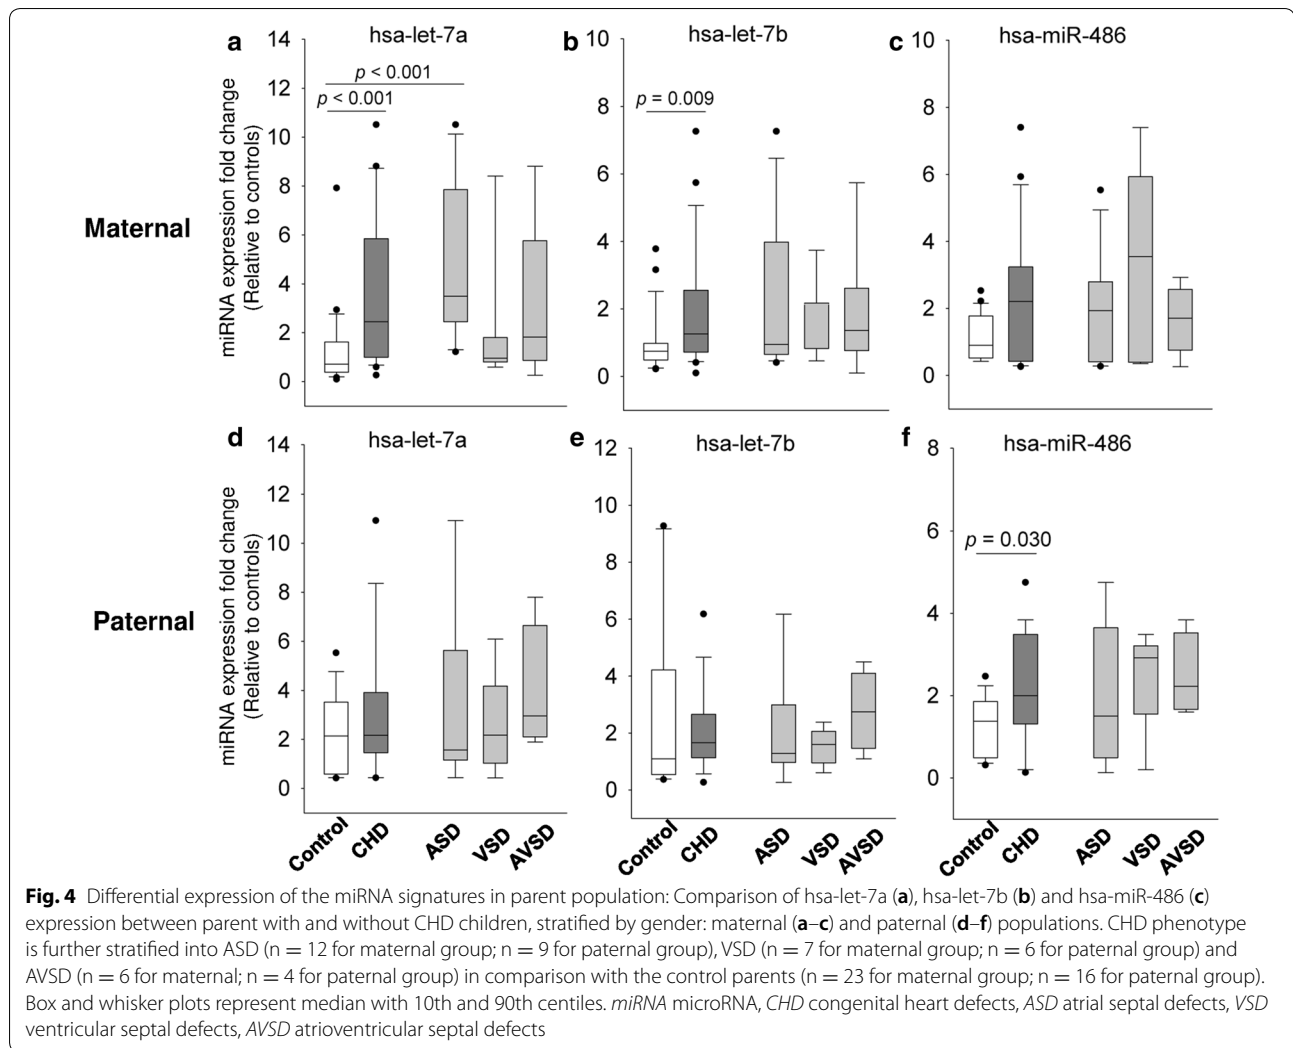 a hsa-let-7a
b hsa-let-7b
c hsa-miR-486
Maternal
miRNA expression fold change
(Relative to controls)
14
12
10
8
6
4
2
0
p < 0.001
p < 0.001
10
8
6
4
2
0
p = 0.009
10
8
6
4
2
0
d hsa-let-7a
e hsa-let-7b
f hsa-miR-486
Paternal
miRNA expression fold change
(Relative to controls)
14
12
10
8
6
4
2
0
12
10
8
6
4
2
0
8
6
4
2
0
p = 0.030
Control CHD ASD VSD AVSD
Control CHD ASD VSD AVSD
Control CHD ASD VSD AVSD
Fig. 4 Differential expression of the miRNA signatures in parent population: Comparison of hsa-let-7a (a), hsa-let-7b (b) and hsa-miR-486 (c)
expression between parent with and without CHD children, stratified by gender: maternal (a–c) and paternal (d–f) populations. CHD phenotype
is further stratified into ASD (n = 12 for maternal group; n = 9 for paternal group), VSD (n = 7 for maternal group; n = 6 for paternal group) and
AVSD (n = 6 for maternal; n = 4 for paternal group) in comparison with the control parents (n = 23 for maternal group; n = 16 for paternal group).
Box and whisker plots represent median with 10th and 90th centiles. miRNA microRNA, CHD congenital heart defects, ASD atrial septal defects, VSD
ventricular septal defects, AVSD atrioventricular septal defects